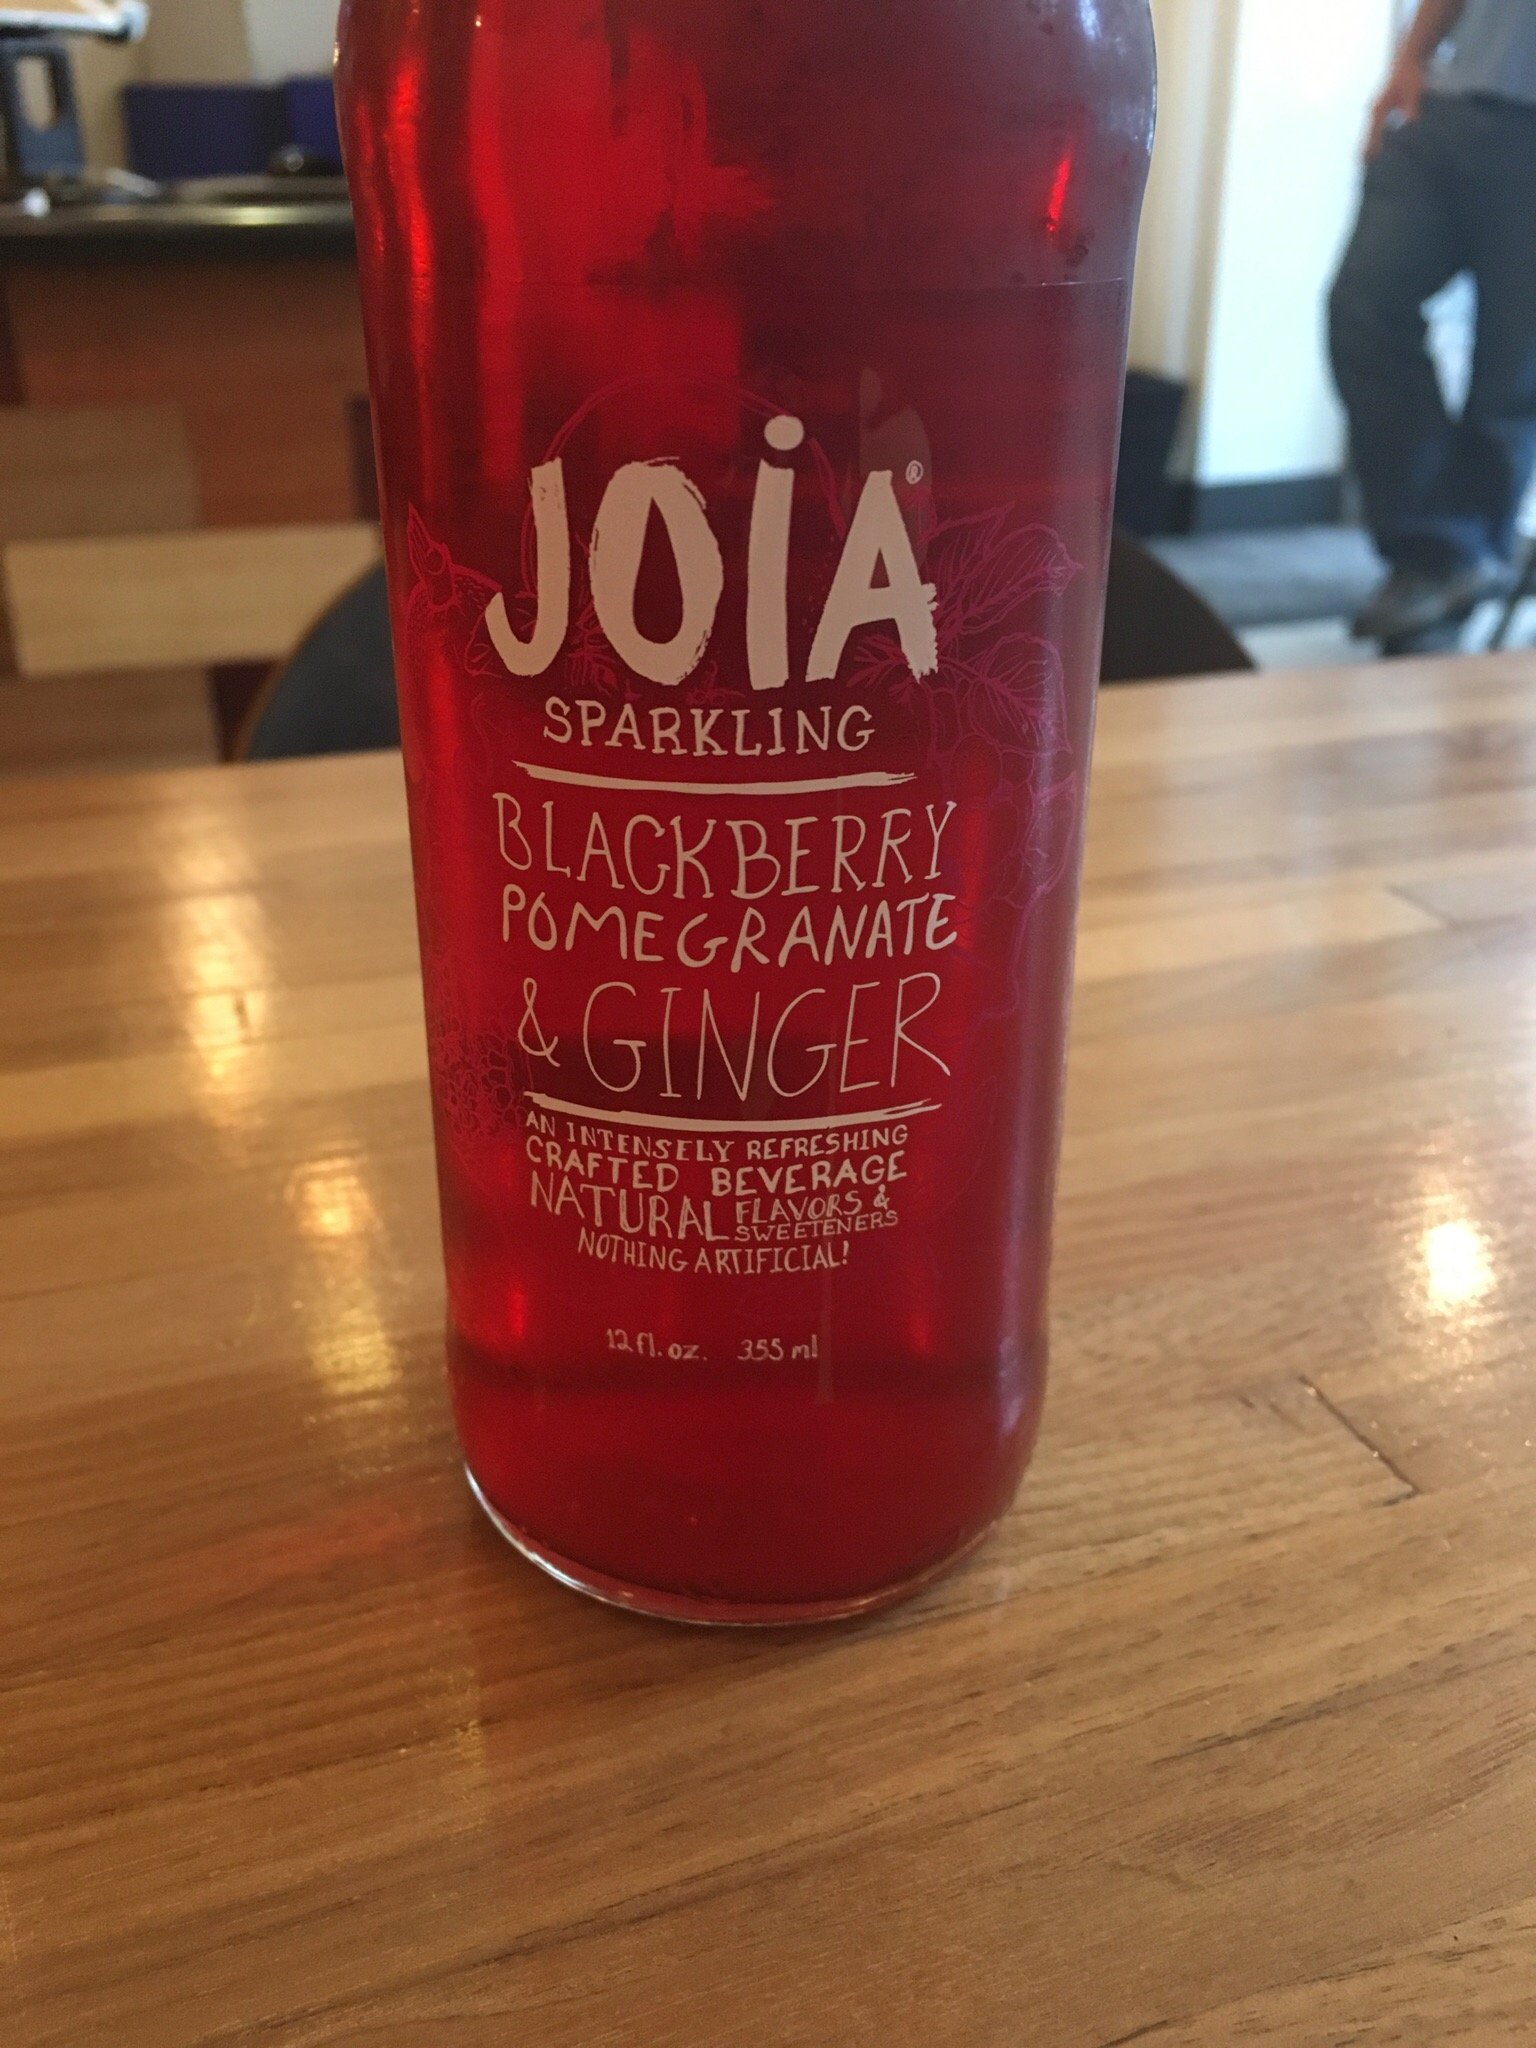 JOiA®
SPARKLING
BLACKBERRY
POMEGRANATE
& GINGER
AN INTENSELY REFRESHING
CRAFTED BEVERAGE
NATURAL FLAVORS &
SWEETENERS
NOTHING ARTIFICIAL!
12 fl. oz. 355 ml